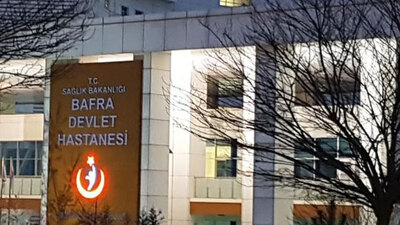 T.C.
SAĞLIK BAKANLIĞI
BAFRA
DEVLET
HASTANESİ